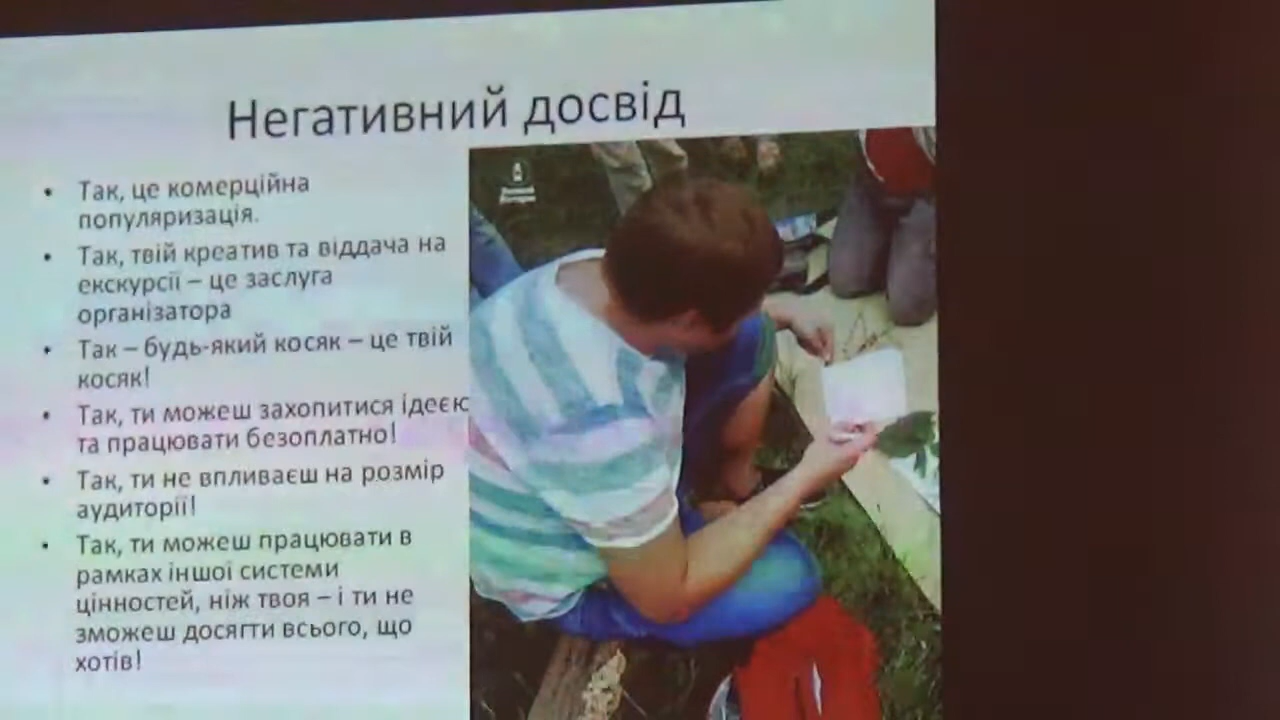 Негативний досвід
• Так, це комерційна
популяризація.
• Так, твій креатив та віддача на
екскурсії – це заслуга
організатора
• Так – будь-який косяк – це твій
косяк!
• Так, ти можеш захопитися ідеєю
та працювати безоплатно!
• Так, ти не впливаєш на розмір
аудиторії!
• Так, ти можеш працювати в
рамках іншої системи
цінностей, ніж твоя – і ти не
зможеш досягти всього, що
хотів!